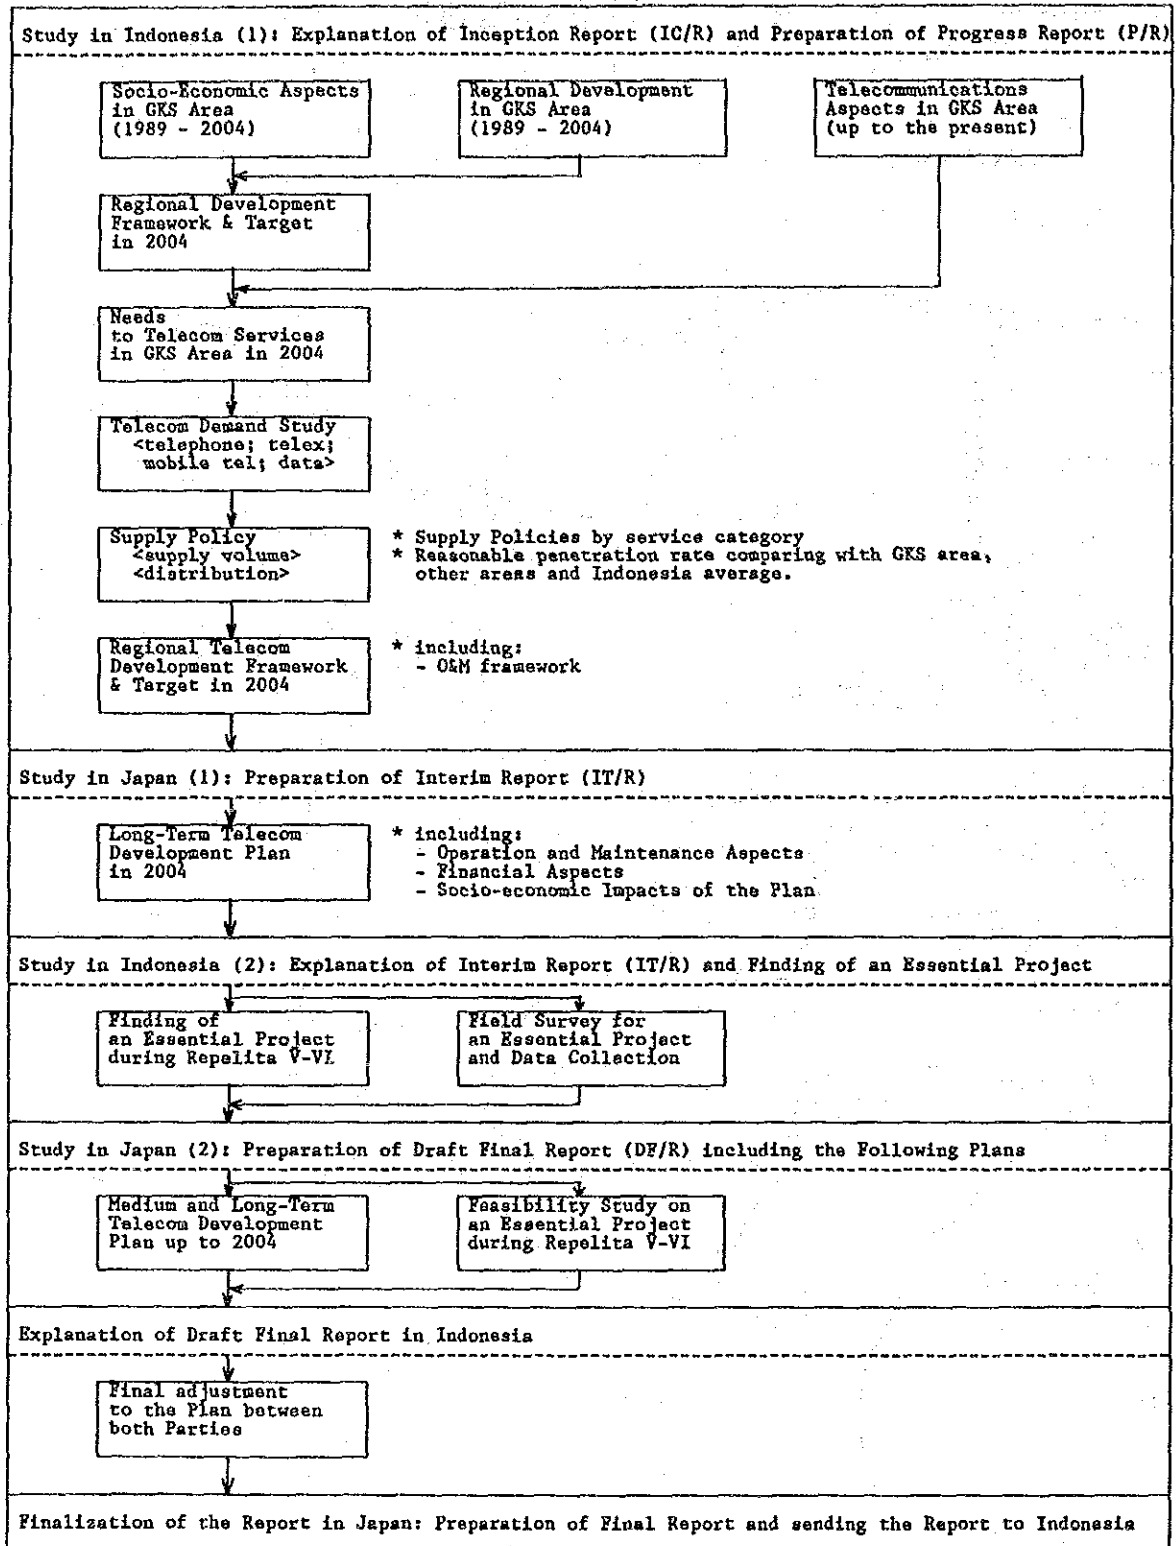 Study in Indonesia (1): Explanation of Inception Report (IC/R) and Preparation of Progress Report (P/R)
Socio-Economic Aspects
in GKS Area
(1989 - 2004)
Regional Development
in GKS Area
(1989 - 2004)
Telecommunications
Aspects in GKS Area
(up to the present)
Regional Development
Framework & Target
in 2004
Needs
to Telecom Services
in GKS Area in 2004
Telecom Demand Study
<telephone; telex;
mobile tel; data>
Supply Policy
<supply volume>
<distribution>
* Supply Policies by service category
* Reasonable penetration rate comparing with GKS area,
other areas and Indonesia average.
Regional Telecom
Development Framework
& Target in 2004
* including:
- O&M framework
Study in Japan (1): Preparation of Interim Report (IT/R)
Long-Term Telecom
Development Plan
in 2004
* including:
- Operation and Maintenance Aspects
- Financial Aspects
- Socio-economic Impacts of the Plan
Study in Indonesia (2): Explanation of Interim Report (IT/R) and Finding of an Essential Project
Finding of
an Essential Project
during Repelita V-VI
Field Survey for
an Essential Project
and Data Collection
Study in Japan (2): Preparation of Draft Final Report (DF/R) including the Following Plans
Medium and Long-Term
Telecom Development
Plan up to 2004
Feasibility Study on
an Essential Project
during Repelita V-VI
Explanation of Draft Final Report in Indonesia
Final adjustment
to the Plan between
both Parties
Finalization of the Report in Japan: Preparation of Final Report and sending the Report to Indonesia